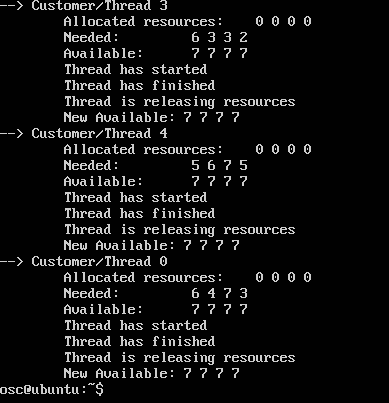 --> Customer/Thread 3
Allocated resources: 0 0 0 0
Needed: 6 3 3 2
Available: 7 7 7 7
Thread has started
Thread has finished
Thread is releasing resources
New Available: 7 7 7 7
--> Customer/Thread 4
Allocated resources: 0 0 0 0
Needed: 5 6 7 5
Available: 7 7 7 7
Thread has started
Thread has finished
Thread is releasing resources
New Available: 7 7 7 7
--> Customer/Thread 0
Allocated resources: 0 0 0 0
Needed: 6 4 7 3
Available: 7 7 7 7
Thread has started
Thread has finished
Thread is releasing resources
New Available: 7 7 7 7
osc@ubuntu:~$